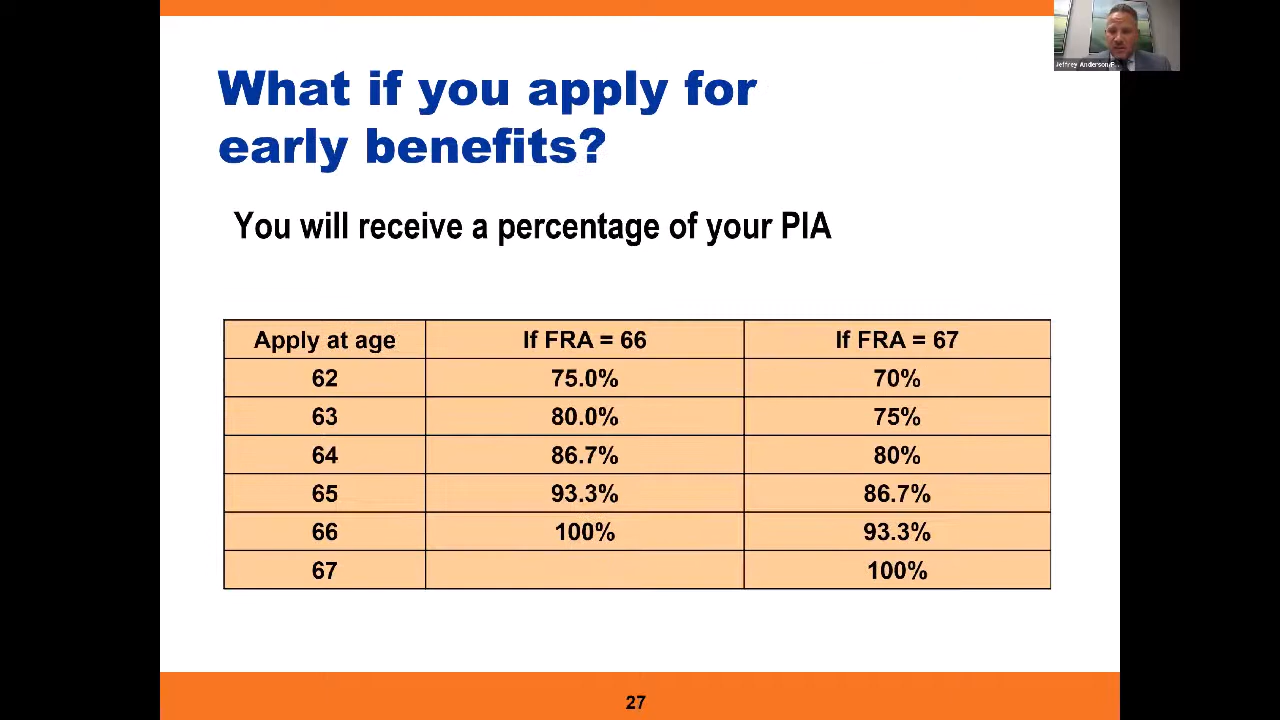 Jeffrey Anderson
What if you apply for
early benefits?
You will receive a percentage of your PIA
Apply at age If FRA = 66 If FRA = 67
62 75.0% 70%
63 80.0% 75%
64 86.7% 80%
65 93.3% 86.7%
66 100% 93.3%
67 100%
27